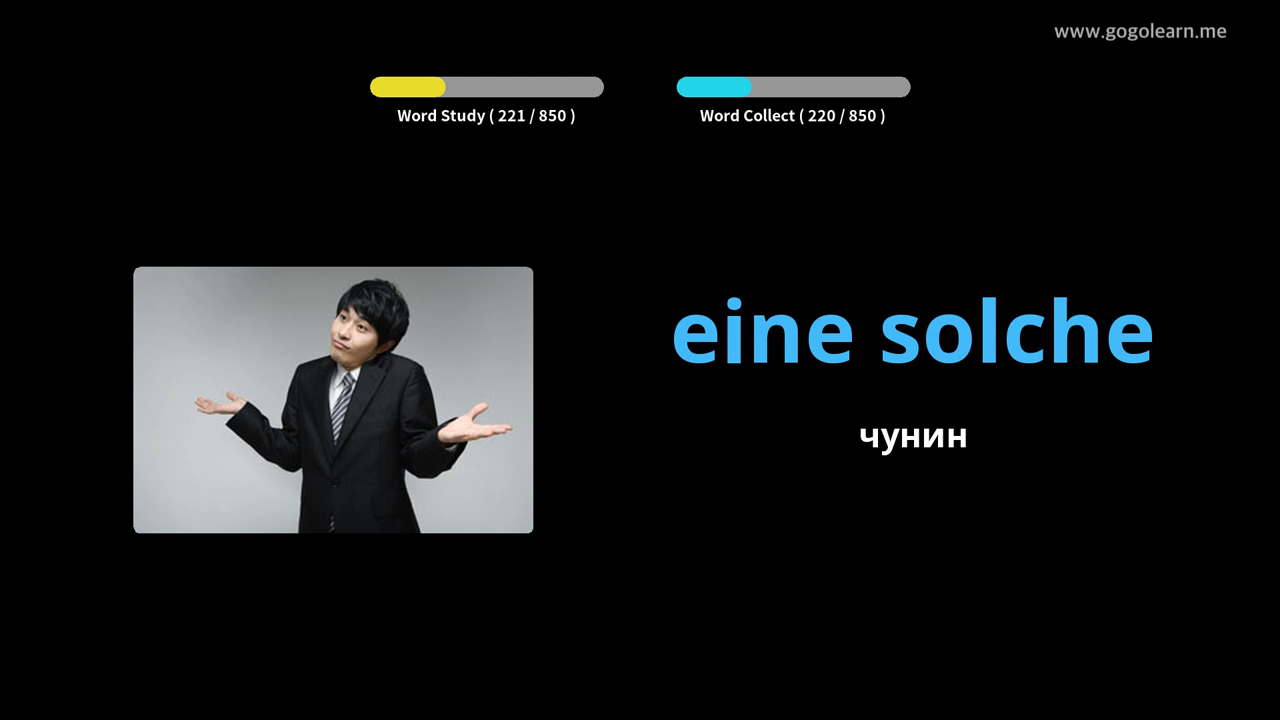 www.gogolearn.me
Word Study ( 221 / 850 )
Word Collect ( 220 / 850 )
eine solche
чунин